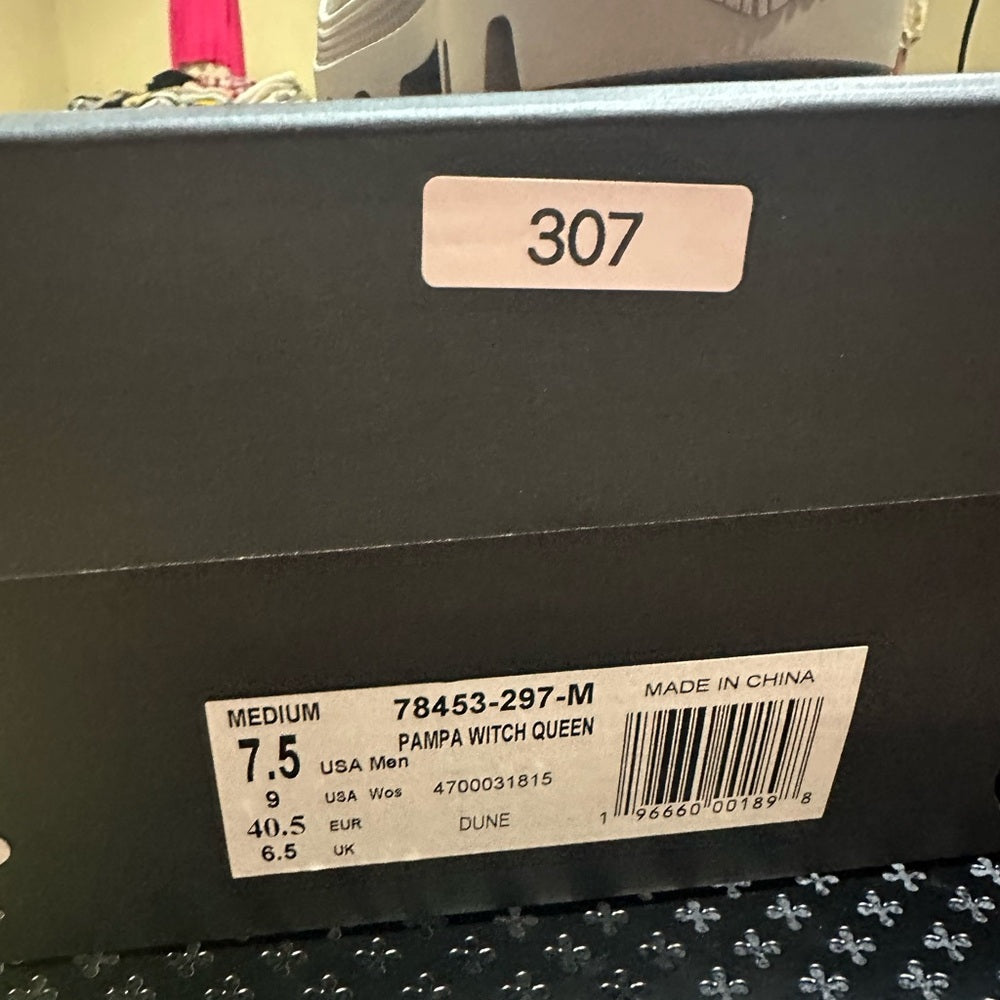 307
MEDIUM 78453-297-M MADE IN CHINA
PAMPA WITCH QUEEN
7.5 USA Men
9 USA Wos 4700031815
40.5 EUR DUNE
6.5 UK
1 96660 00189 8